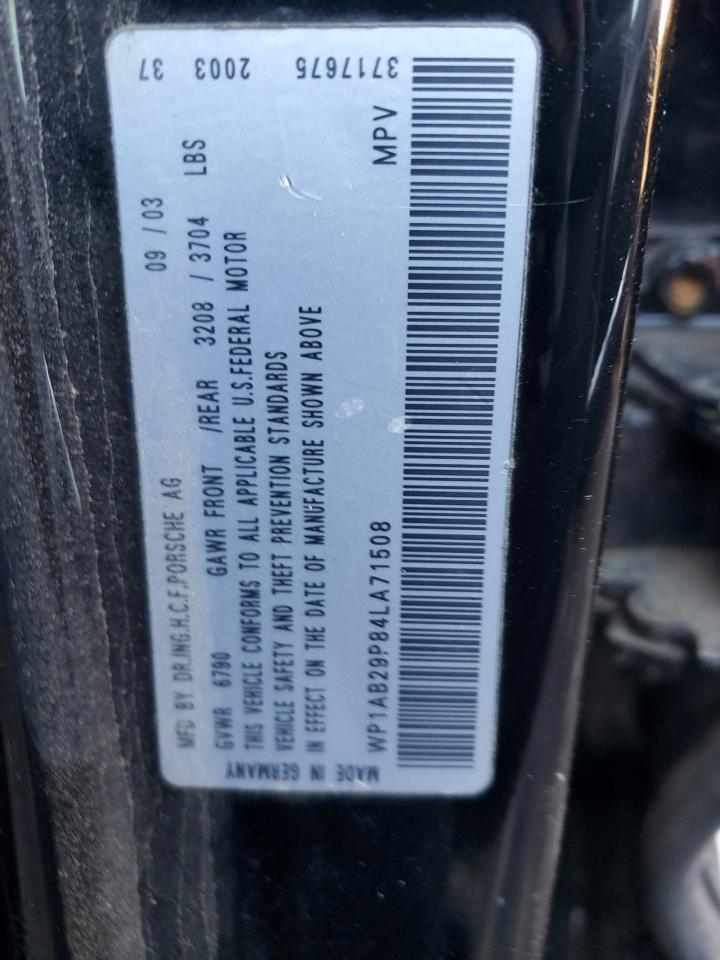 MFD BY DR.ING.H.C.F.PORSCHE AG 09 / 03
GVWR 6790 GAWR FRONT /REAR 3208 / 3704 LBS
THIS VEHICLE CONFORMS TO ALL APPLICABLE U.S.FEDERAL MOTOR
VEHICLE SAFETY AND THEFT PREVENTION STANDARDS
IN EFFECT ON THE DATE OF MANUFACTURE SHOWN ABOVE
WP1AB29P84LA71508 MPV
MADE IN GERMANY
3717675 2003 37